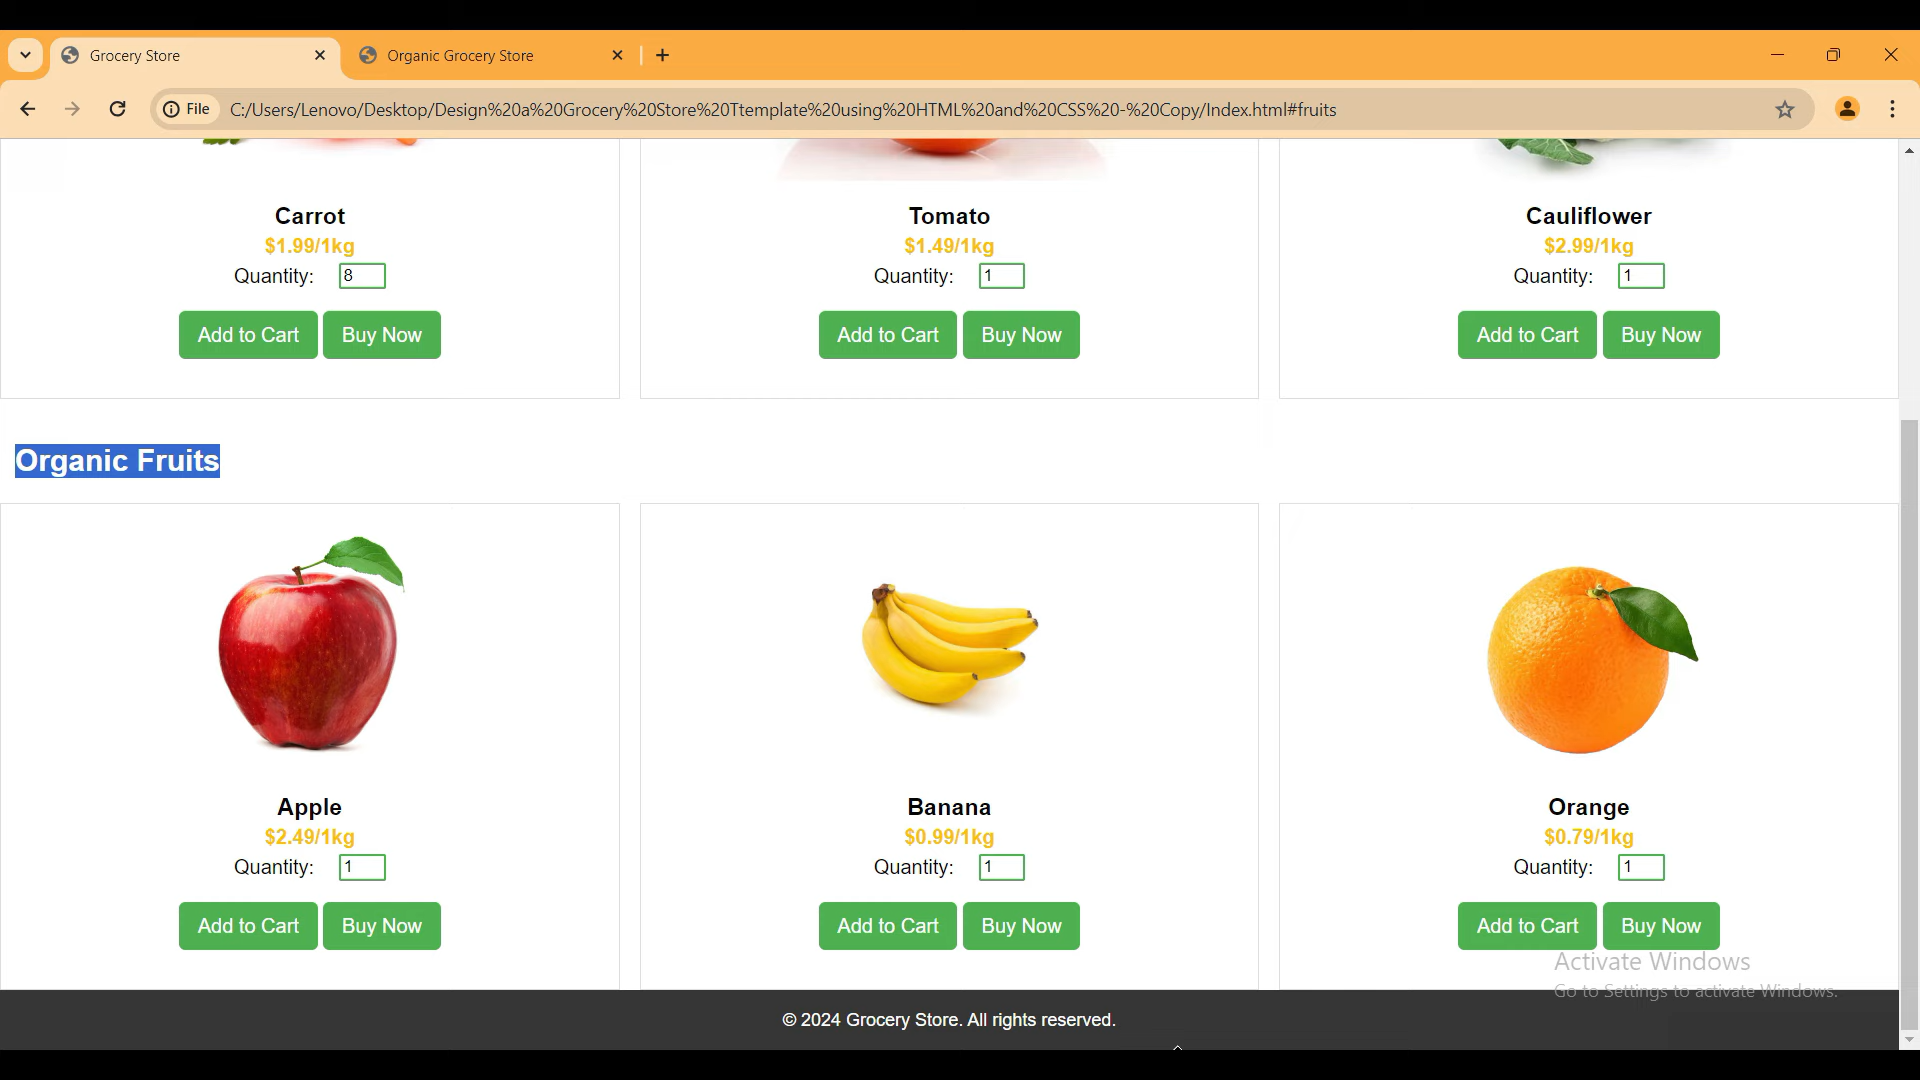 Grocery Store
Organic Grocery Store
File
C:/Users/Lenovo/Desktop/Design%20a%20Grocery%20Store%20Ttemplate%20using%20HTML%20and%20CSS%20-%20Copy/Index.html#fruits
Carrot
$1.99/1kg
Quantity: 8
Add to Cart Buy Now
Tomato
$1.49/1kg
Quantity: 1
Add to Cart Buy Now
Cauliflower
$2.99/1kg
Quantity: 1
Add to Cart Buy Now
Organic Fruits
Apple
$2.49/1kg
Quantity: 1
Add to Cart Buy Now
Banana
$0.99/1kg
Quantity: 1
Add to Cart Buy Now
Orange
$0.79/1kg
Quantity: 1
Add to Cart Buy Now
Activate Windows
Go to Settings to activate Windows.
© 2024 Grocery Store. All rights reserved.